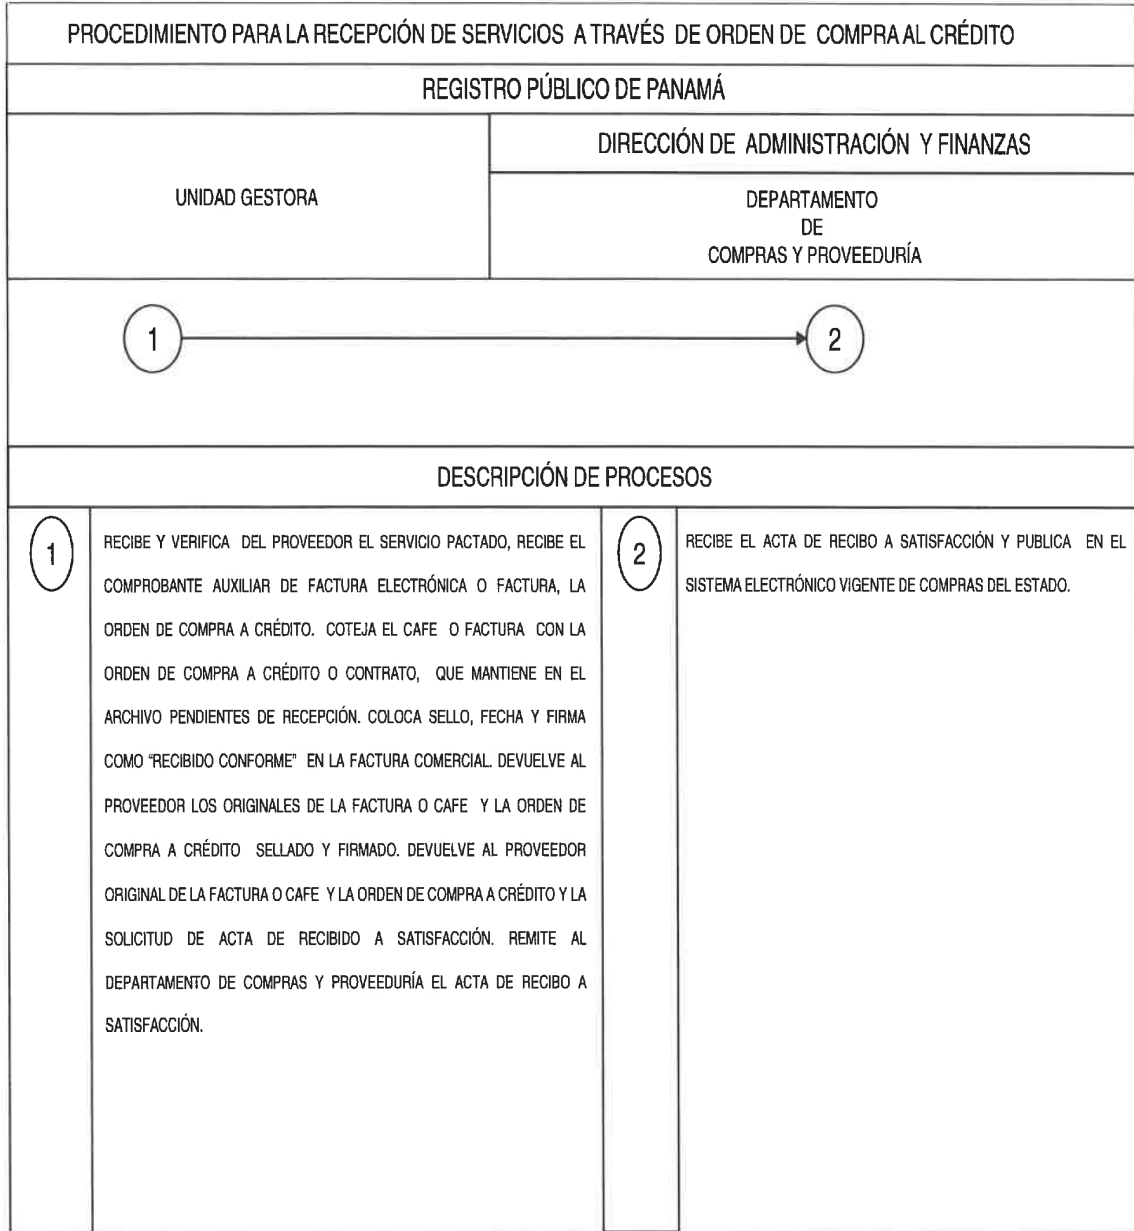 PROCEDIMIENTO PARA LA RECEPCIÓN DE SERVICIOS A TRAVÉS DE ORDEN DE COMPRA AL CRÉDITO
REGISTRO PÚBLICO DE PANAMÁ
UNIDAD GESTORA
DIRECCIÓN DE ADMINISTRACIÓN Y FINANZAS
DEPARTAMENTO
DE
COMPRAS Y PROVEEDURÍA
1
2
DESCRIPCIÓN DE PROCESOS
1
RECIBE Y VERIFICA DEL PROVEEDOR EL SERVICIO PACTADO, RECIBE EL
COMPROBANTE AUXILIAR DE FACTURA ELECTRÓNICA O FACTURA, LA
ORDEN DE COMPRA A CRÉDITO. COTEJA EL CAFE O FACTURA CON LA
ORDEN DE COMPRA A CRÉDITO O CONTRATO, QUE MANTIENE EN EL
ARCHIVO PENDIENTES DE RECEPCIÓN. COLOCA SELLO, FECHA Y FIRMA
COMO "RECIBIDO CONFORME" EN LA FACTURA COMERCIAL. DEVUELVE AL
PROVEEDOR LOS ORIGINALES DE LA FACTURA O CAFE Y LA ORDEN DE
COMPRA A CRÉDITO SELLADO Y FIRMADO. DEVUELVE AL PROVEEDOR
ORIGINAL DE LA FACTURA O CAFE Y LA ORDEN DE COMPRA A CRÉDITO Y LA
SOLICITUD DE ACTA DE RECIBIDO A SATISFACCIÓN. REMITE AL
DEPARTAMENTO DE COMPRAS Y PROVEEDURÍA EL ACTA DE RECIBO A
SATISFACCIÓN.
2
RECIBE EL ACTA DE RECIBO A SATISFACCIÓN Y PUBLICA EN EL
SISTEMA ELECTRÓNICO VIGENTE DE COMPRAS DEL ESTADO.